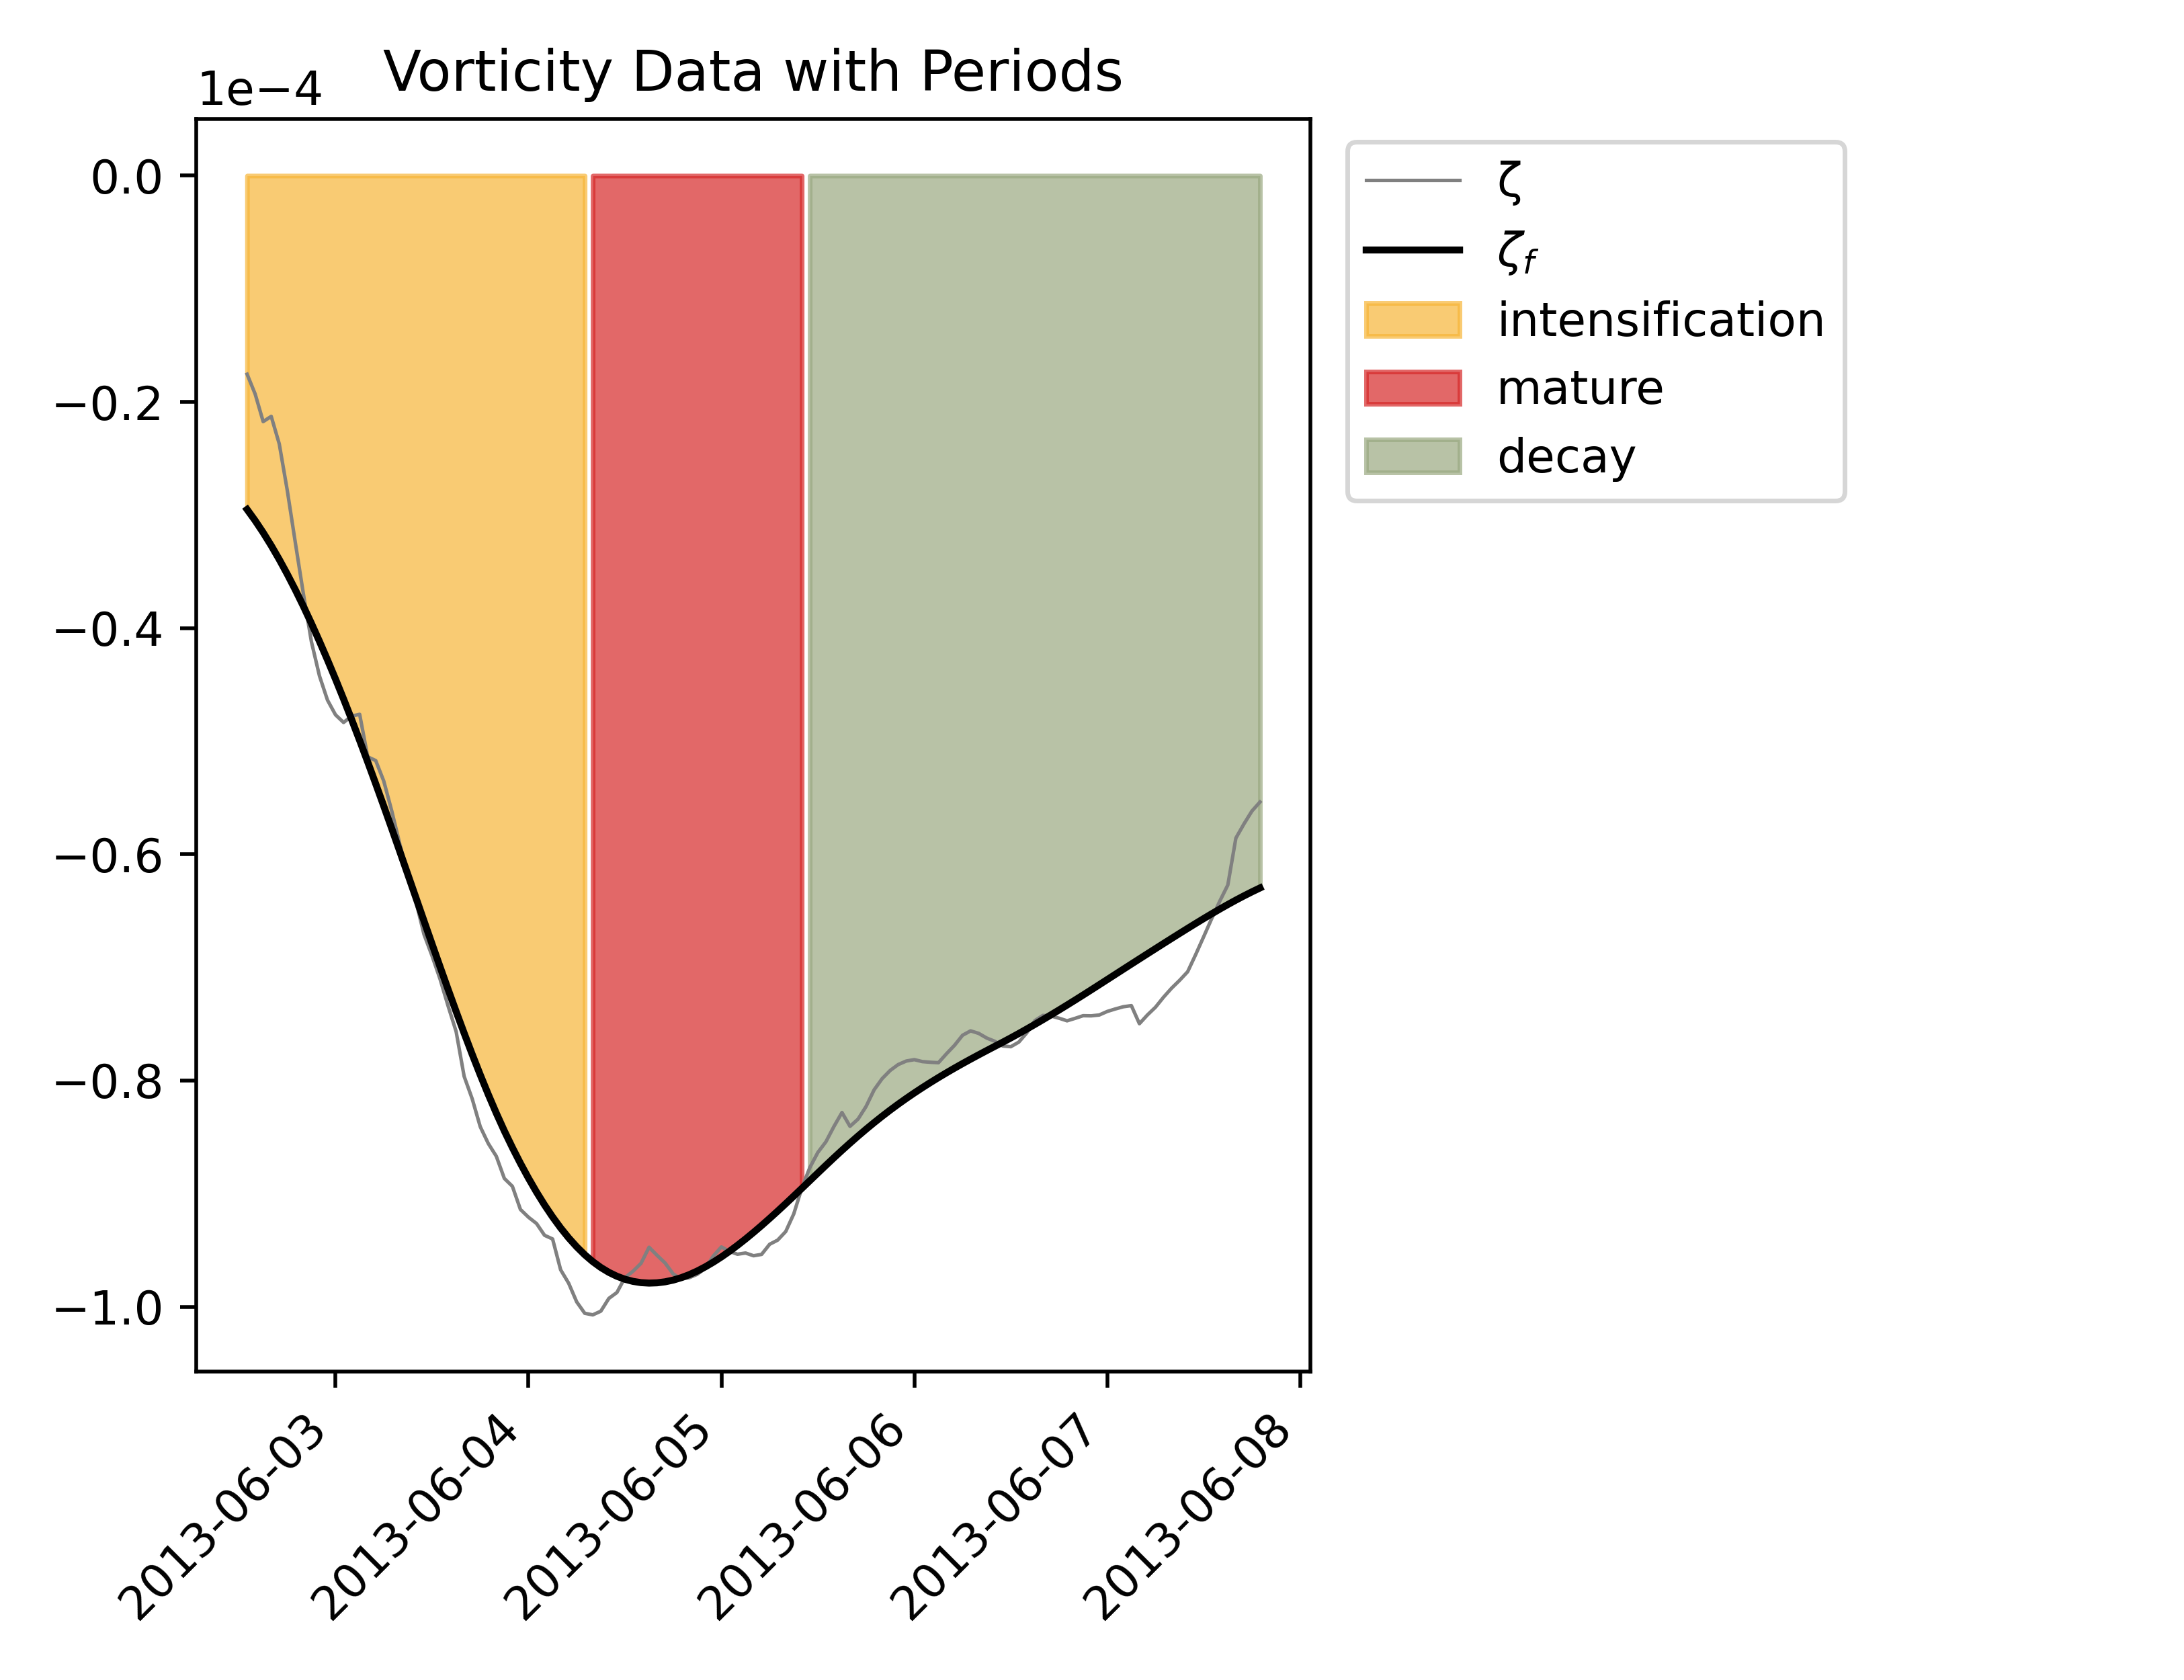 Vorticity Data with Periods
1e−4
0.0
−0.2
−0.4
−0.6
−0.8
−1.0
2013-06-03
2013-06-04
2013-06-05
2013-06-06
2013-06-07
2013-06-08
ζ
ζf
intensification
mature
decay